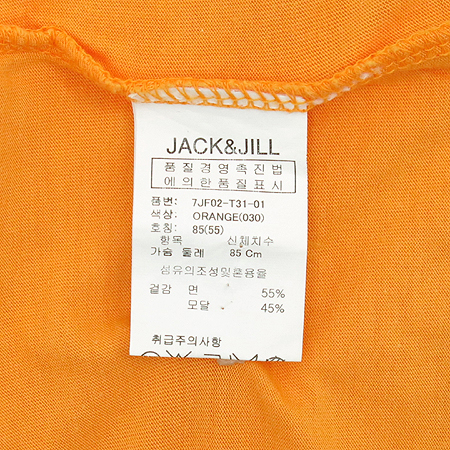 JACK&JILL
품질경영촉진법
에의한품질표시
품번: 7JF02-T31-01
색상: ORANGE(030)
호칭: 85(55)
항목 신체치수
가슴 둘레 85 Cm
섬유의조성및혼용율
겉감 면 55%
모달 45%
취급주의사항